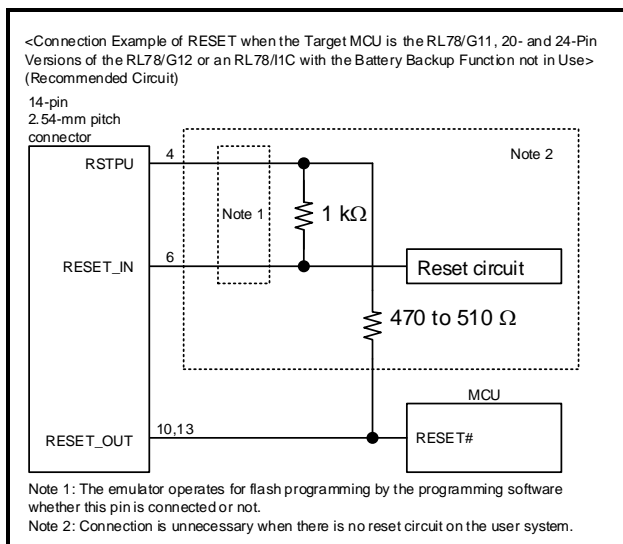 <Connection Example of RESET when the Target MCU is the RL78/G11, 20- and 24-Pin
Versions of the RL78/G12 or an RL78/I1C with the Battery Backup Function not in Use>
(Recommended Circuit)
14-pin
2.54-mm pitch
connector
RSTPU
4
Note 1
1 kΩ
Note 2
RESET_IN
6
Reset circuit
470 to 510 Ω
MCU
RESET_OUT
10,13
RESET#
Note 1: The emulator operates for flash programming by the programming software
whether this pin is connected or not.
Note 2: Connection is unnecessary when there is no reset circuit on the user system.